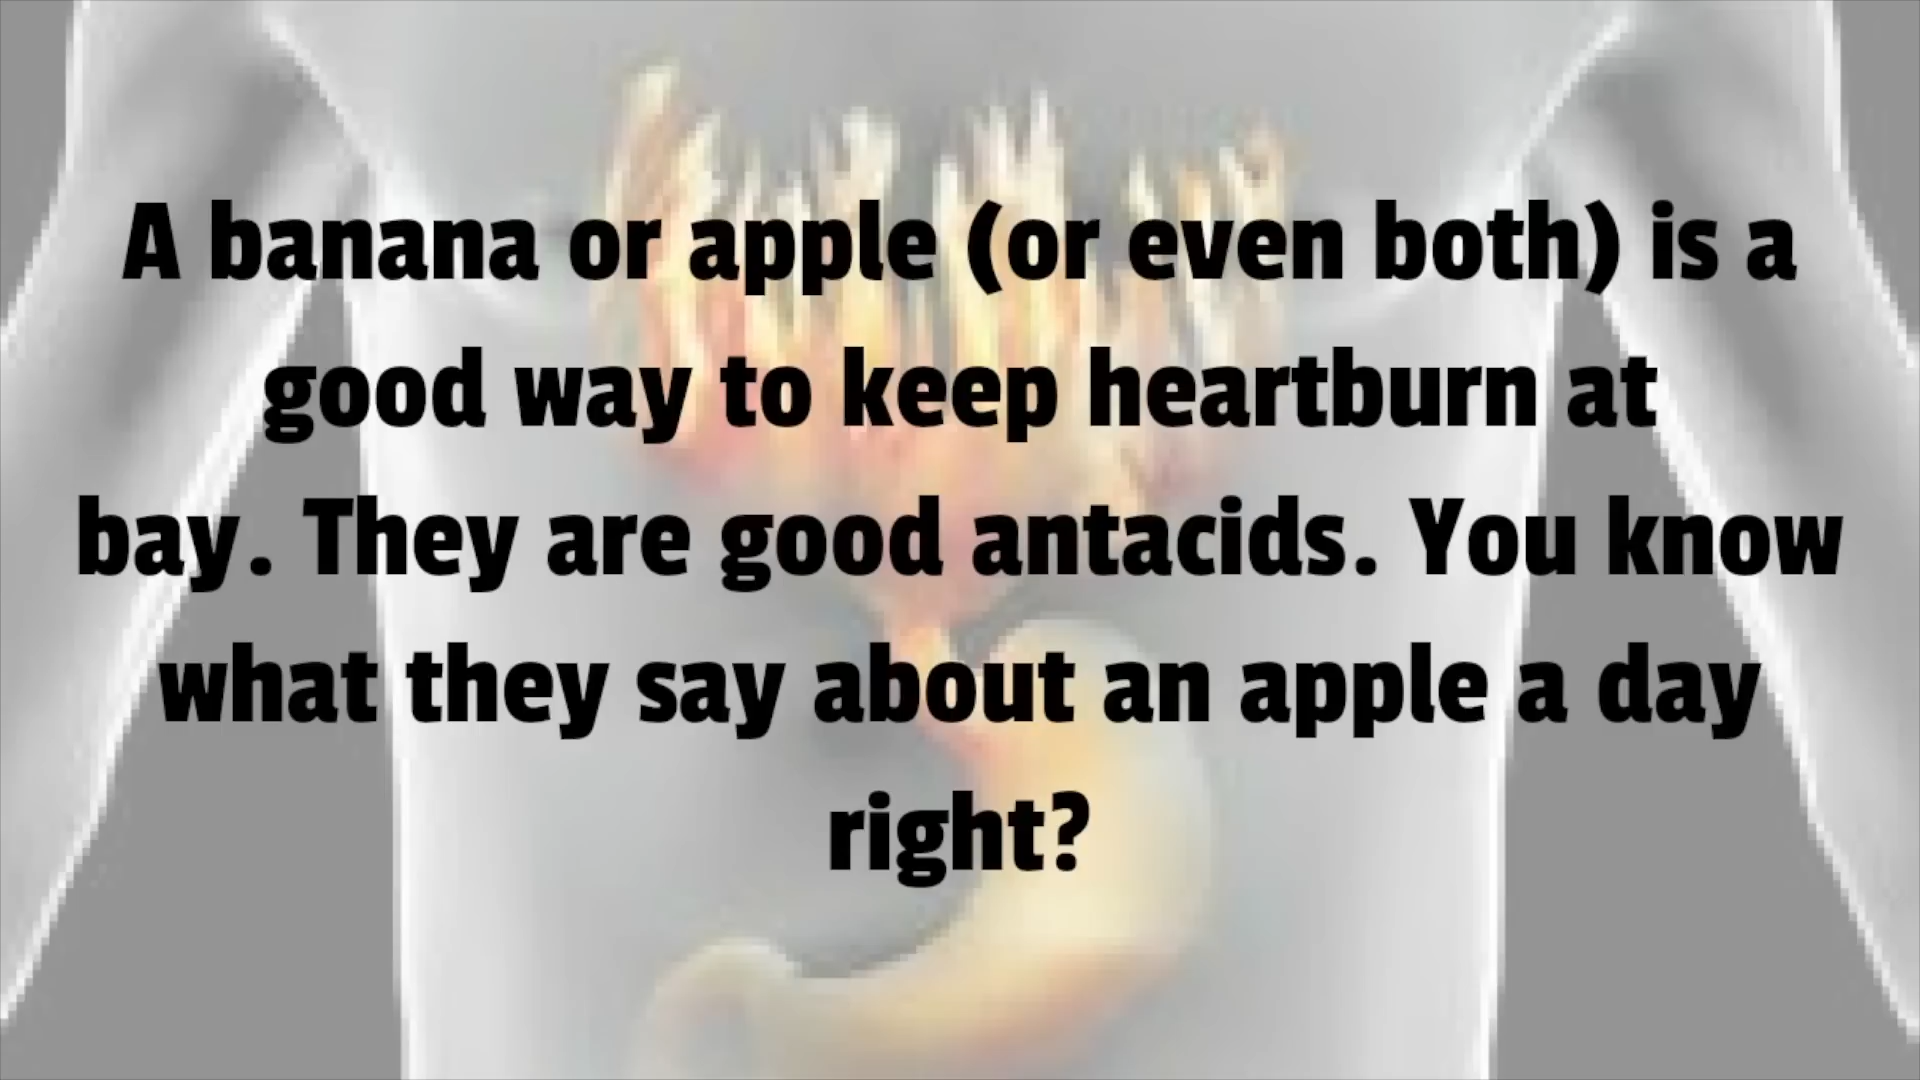 A banana or apple (or even both) is a
good way to keep heartburn at
bay. They are good antacids. You know
what they say about an apple a day
right?